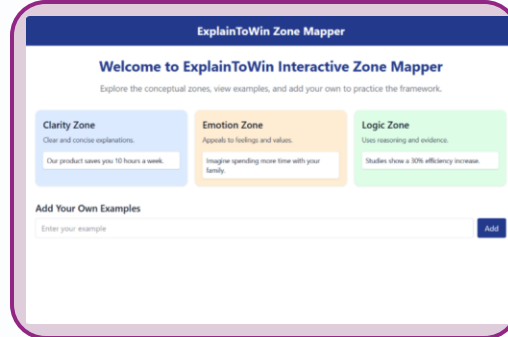 ExplainToWin Zone Mapper
Welcome to ExplainToWin Interactive Zone Mapper
Explore the conceptual zones, view examples, and add your own to practice the framework.
Clarity Zone
Clear and concise explanations.
Our product saves you 10 hours a week.
Emotion Zone
Appeals to feelings and values.
Imagine spending more time with your
family.
Logic Zone
Uses reasoning and evidence.
Studies show a 30% efficiency increase.
Add Your Own Examples
Enter your example
Add